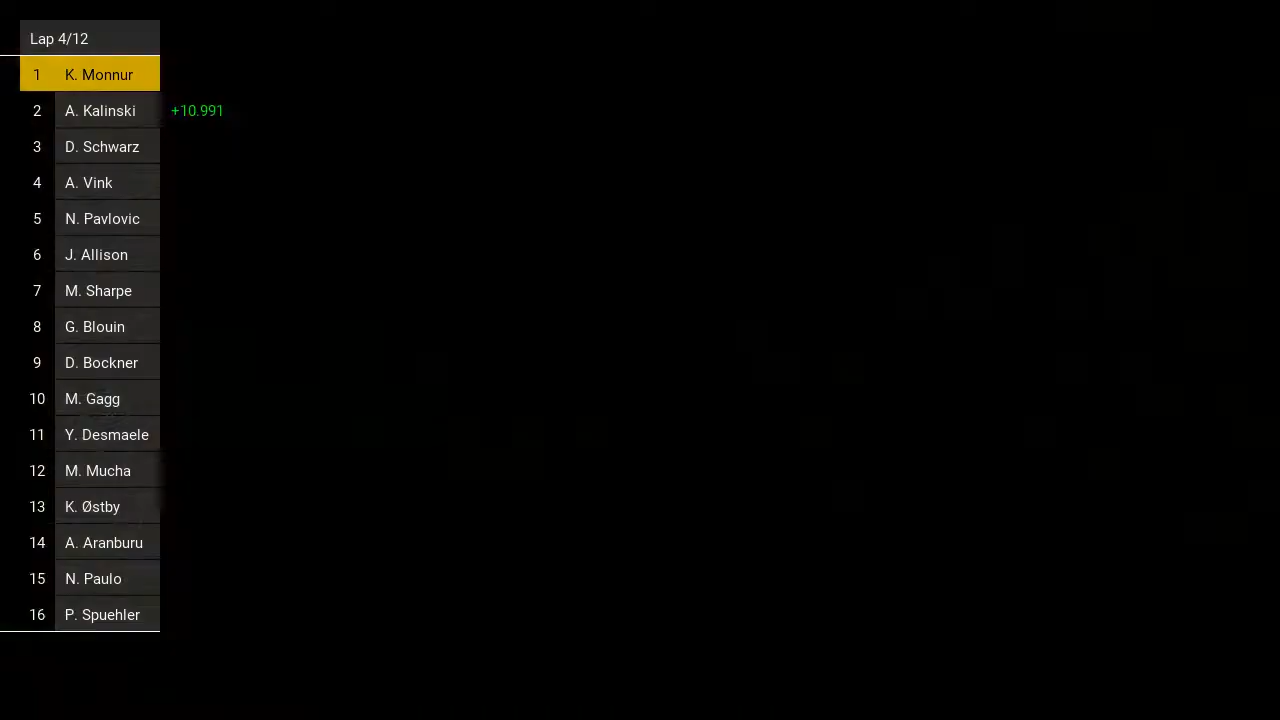 Lap 4/12
1 K. Monnur
2 A. Kalinski +10.991
3 D. Schwarz
4 A. Vink
5 N. Pavlovic
6 J. Allison
7 M. Sharpe
8 G. Blouin
9 D. Bockner
10 M. Gagg
11 Y. Desmaele
12 M. Mucha
13 K. Østby
14 A. Aranburu
15 N. Paulo
16 P. Spuehler